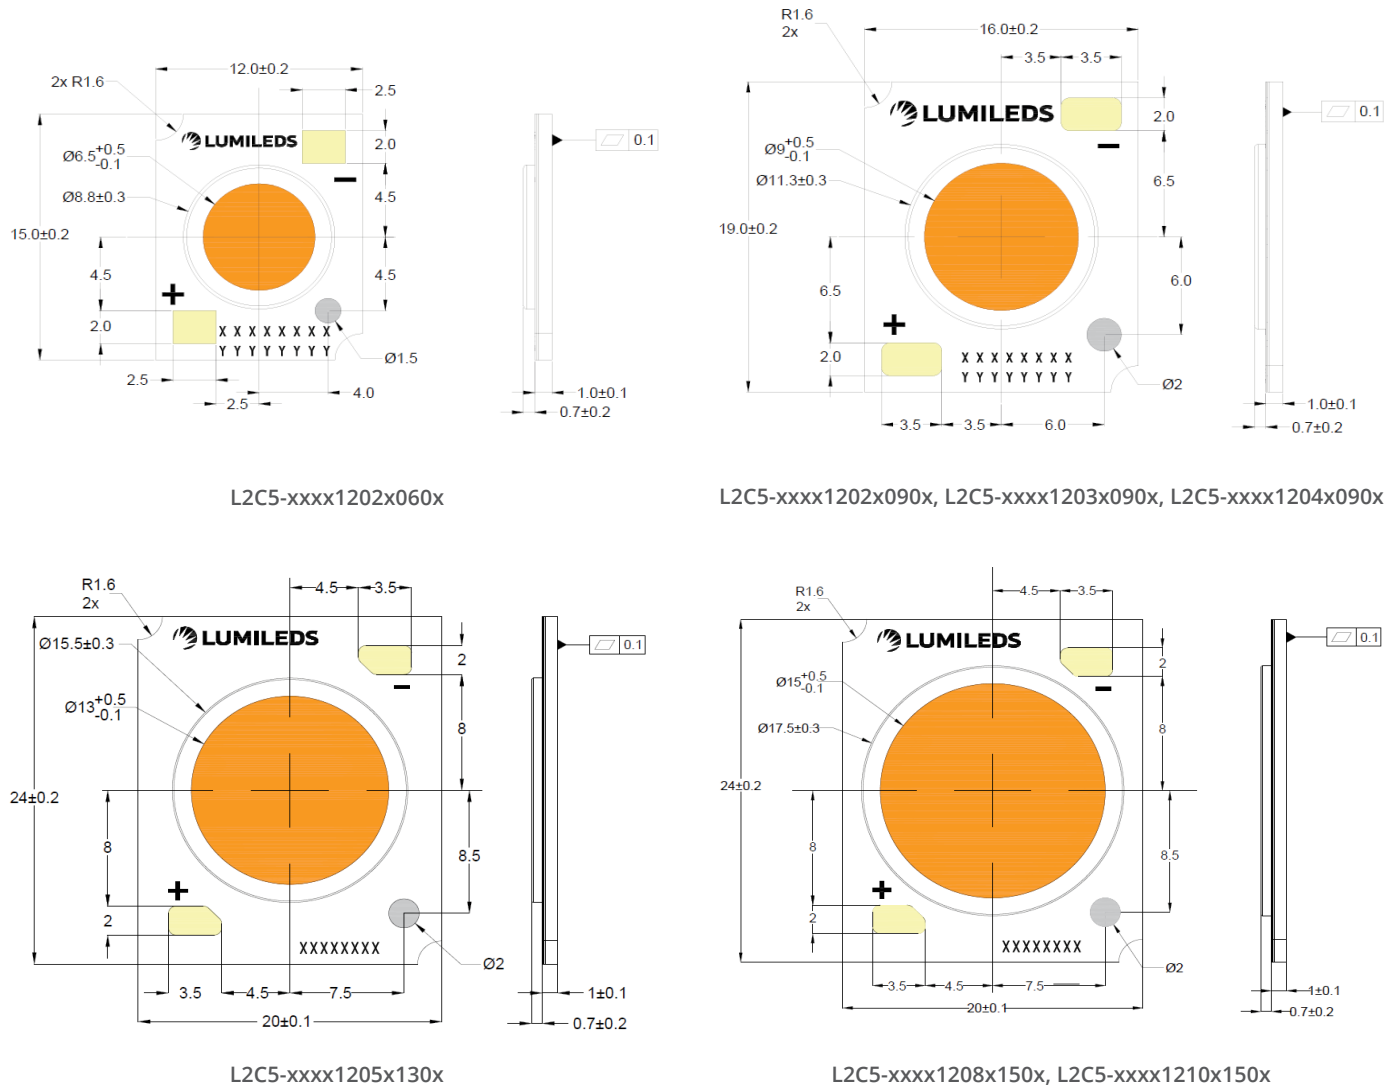 R1.6
2x
16.0±0.2
3.5
3.5
2.0
LUMILEDS
0.1
Ø9+0.5
-0.1
Ø11.3±0.3
6.5
19.0±0.2
6.5
6.0
2.0
X X X X X X X X
Y Y Y Y Y Y Y Y
Ø2
3.5
3.5
6.0
1.0±0.1
0.7±0.2
L2C5-xxxx1202x090x, L2C5-xxxx1203x090x, L2C5-xxxx1204x090x
12.0±0.2
2x R1.6
2.5
LUMILEDS
2.0
0.1
Ø6.5+0.5
-0.1
Ø8.8±0.3
4.5
15.0±0.2
4.5
4.5
+
2.0
X X X X X X X X
Y Y Y Y Y Y Y Y
Ø1.5
2.5
2.5
4.0
1.0±0.1
0.7±0.2
L2C5-xxxx1202x060x
R1.6
2x
4.5
3.5
LUMILEDS
Ø15.5±0.3
2
0.1
Ø13+0.5
-0.1
8
24±0.2
8
8.5
+
2
XXXXXXXX
Ø2
3.5
4.5
7.5
1±0.1
20±0.1
0.7±0.2
L2C5-xxxx1205x130x
R1.6
2x
4.5
3.5
LUMILEDS
2
0.1
Ø15+0.5
-0.1
Ø17.5±0.3
8
24±0.2
8
8.5
+
2
XXXXXXXX
Ø2
3.5
4.5
7.5
1±0.1
20±0.1
0.7±0.2
L2C5-xxxx1208x150x, L2C5-xxxx1210x150x